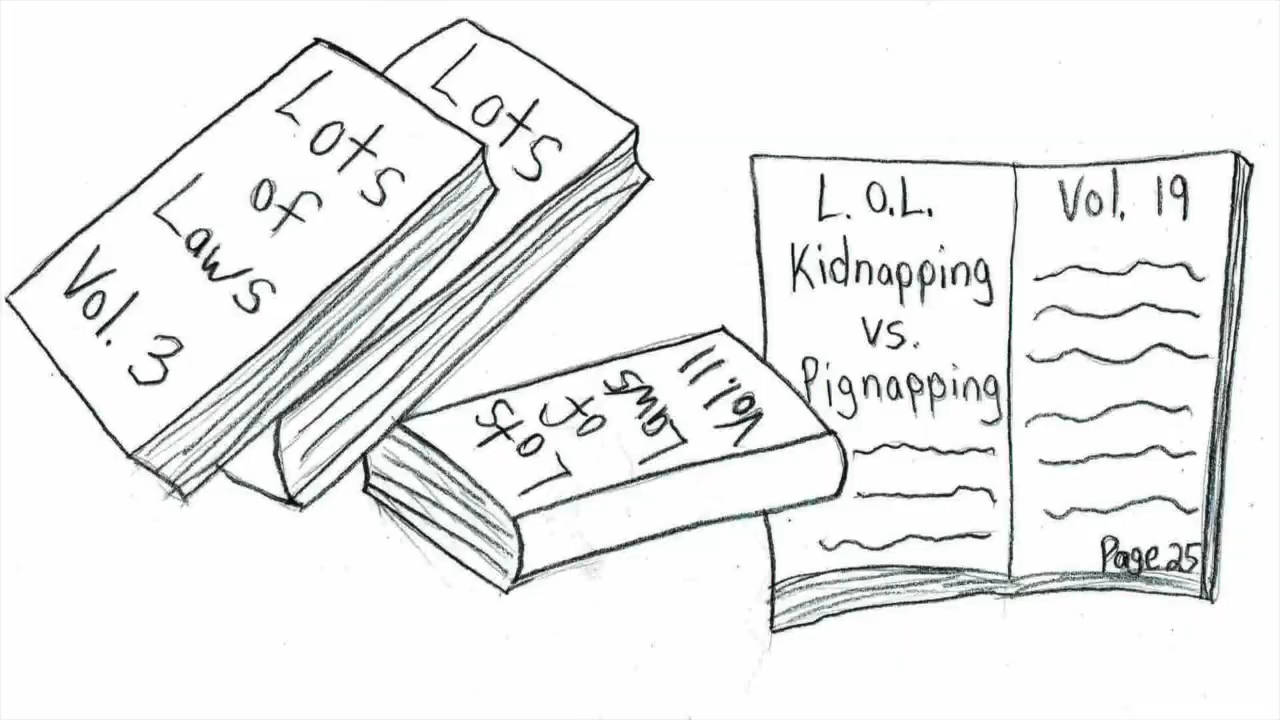 Lots
of
Laws
Vol. 3
Lots
Lots
of
Laws
Vol. 11
L. O. L.
Kidnapping
vs.
Pignapping
Vol. 19
Page 25